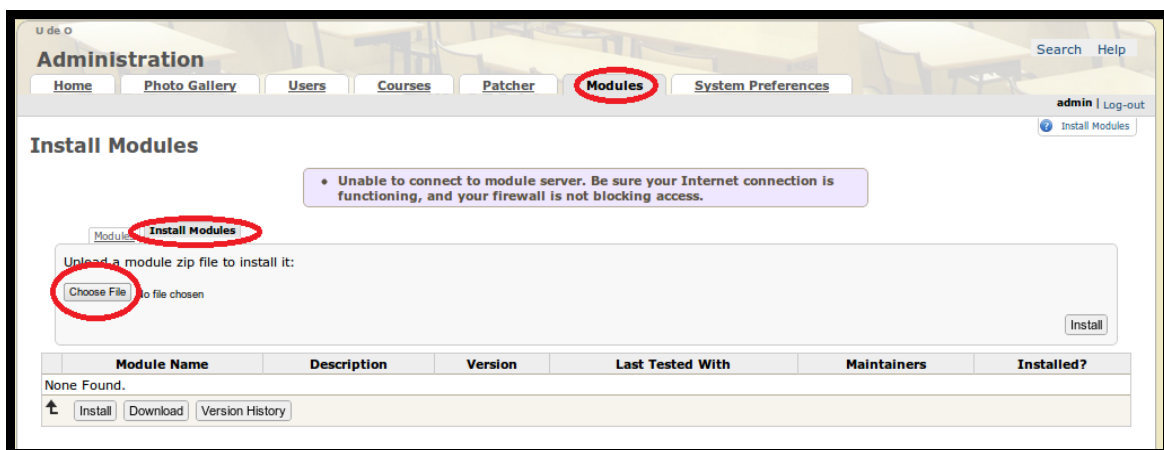 U de O
Administration
Search Help
Home Photo Gallery Users Courses Patcher Modules System Preferences
admin | Log-out
Install Modules
Install Modules
• Unable to connect to module server. Be sure your Internet connection is
functioning, and your firewall is not blocking access.
Modules Install Modules
Upload a module zip file to install it:
Choose File No file chosen
Install
Module Name Description Version Last Tested With Maintainers Installed?
None Found.
Install Download Version History